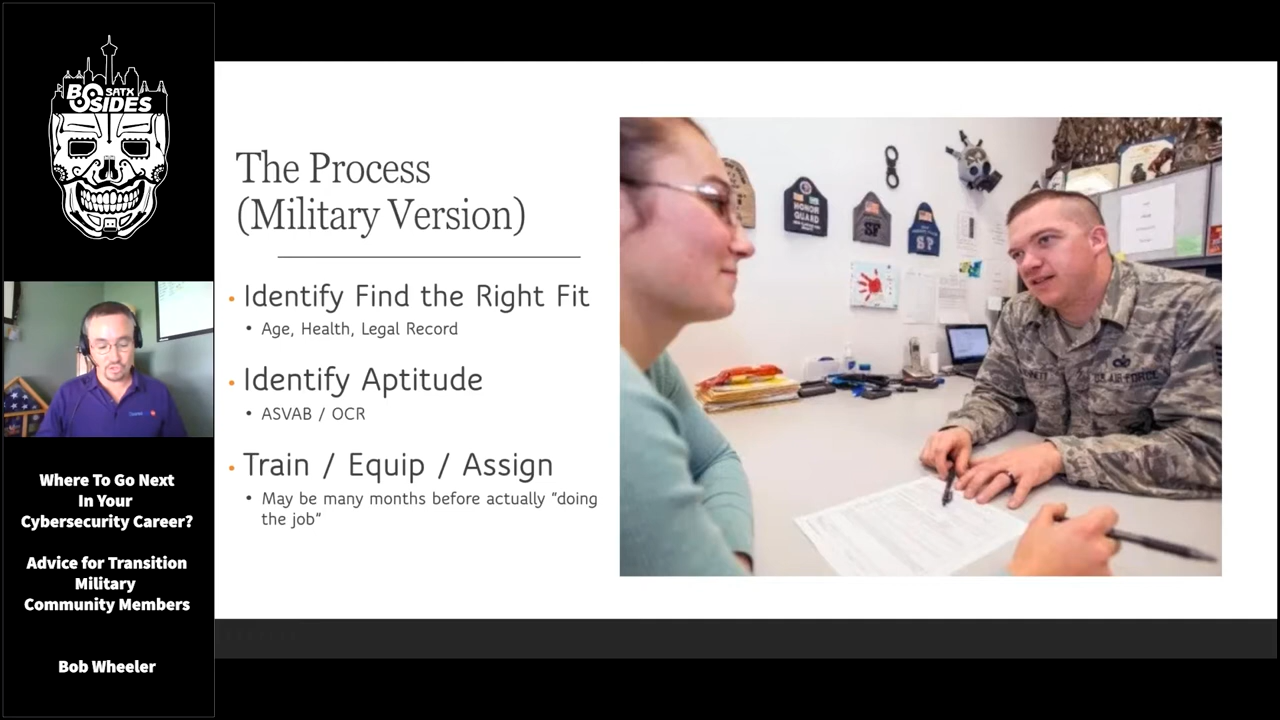 BSIDES
SATX
Where To Go Next
In Your
Cybersecurity Career?
Advice for Transition
Military
Community Members
Bob Wheeler
The Process
(Military Version)
Identify Find the Right Fit
Age, Health, Legal Record
Identify Aptitude
ASVAB / OCR
Train / Equip / Assign
May be many months before actually “doing
the job”
HONOR
GUARD
SF
SP
U.S. AIR FORCE